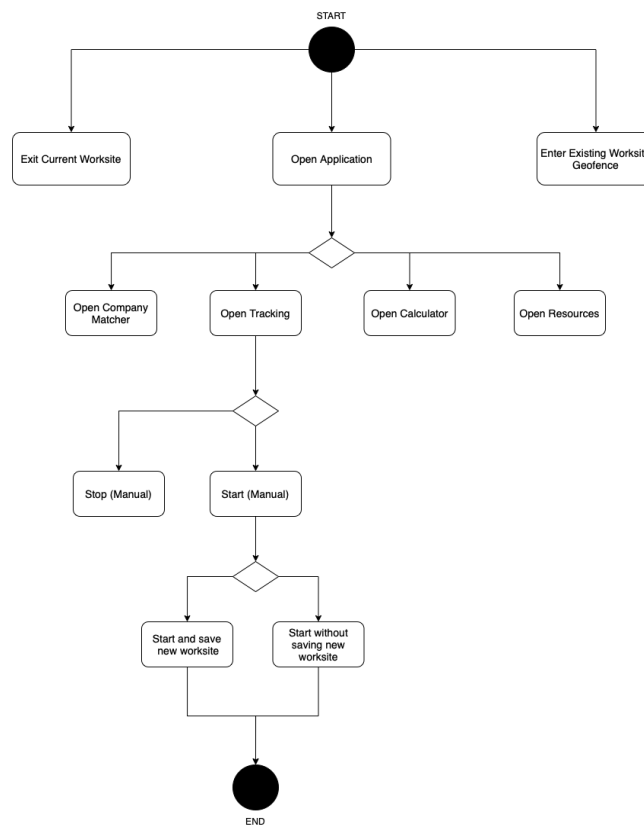 START
Exit Current Worksite
Open Application
Enter Existing Worksit
Geofence
Open Company
Matcher
Open Tracking
Open Calculator
Open Resources
Stop (Manual)
Start (Manual)
Start and save
new worksite
Start without
saving new
worksite
END